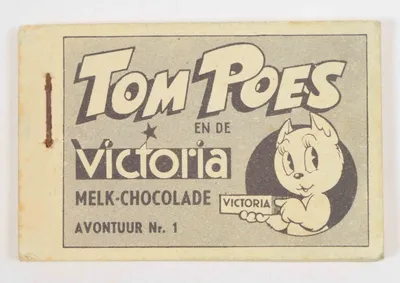 TOM POES
EN DE
Victoria
MELK-CHOCOLADE
VICTORIA
AVONTUUR Nr. 1